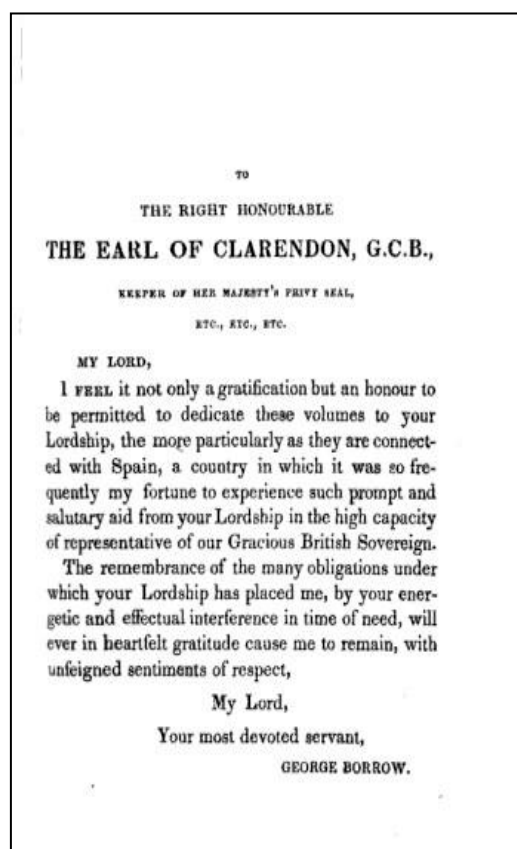 TO
THE RIGHT HONOURABLE
THE EARL OF CLARENDON, G.C.B.,
KEEPER OF HER MAJESTY'S PRIVY SEAL,
ETC., ETC., ETC.
MY LORD,
I FEEL it not only a gratification but an honour to
be permitted to dedicate these volumes to your
Lordship, the more particularly as they are connect-
ed with Spain, a country in which it was so fre-
quently my fortune to experience such prompt and
salutary aid from your Lordship in the high capacity
of representative of our Gracious British Sovereign.
The remembrance of the many obligations under
which your Lordship has placed me, by your ener-
getic and effectual interference in time of need, will
ever in heartfelt gratitude cause me to remain, with
unfeigned sentiments of respect,
My Lord,
Your most devoted servant,
GEORGE BORROW.